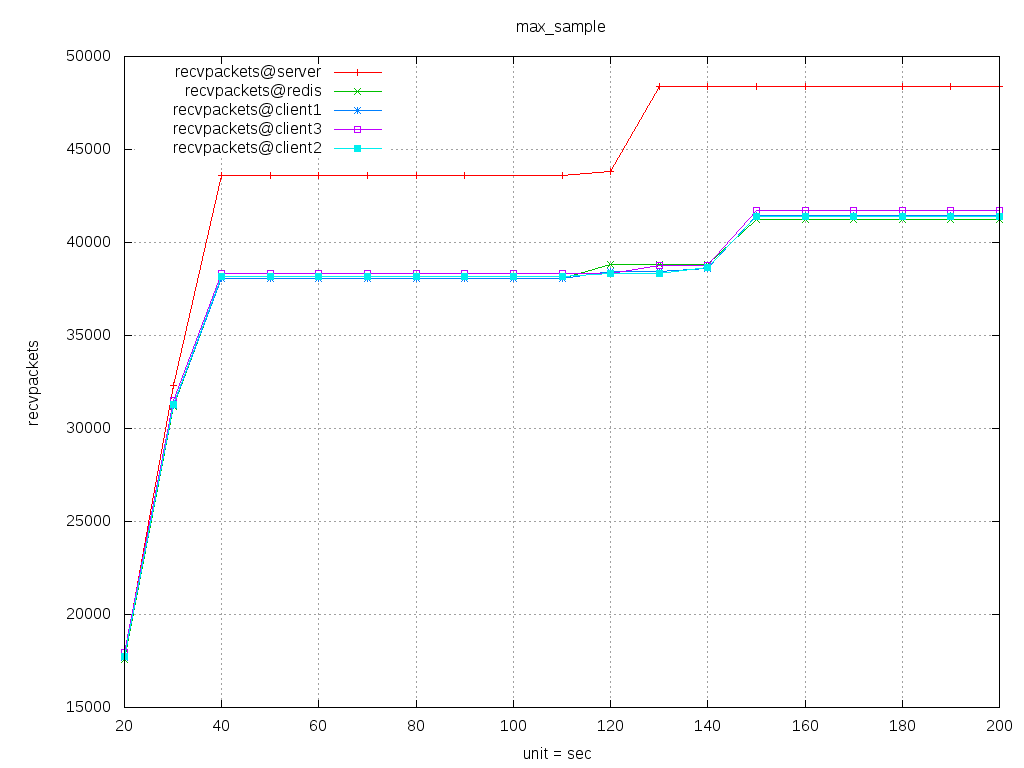 max_sample
50000
45000
40000
35000
30000
25000
20000
15000
recvpackets@server
recvpackets@redis
recvpackets@client1
recvpackets@client3
recvpackets@client2
recvpackets
20 40 60 80 100 120 140 160 180 200
unit = sec